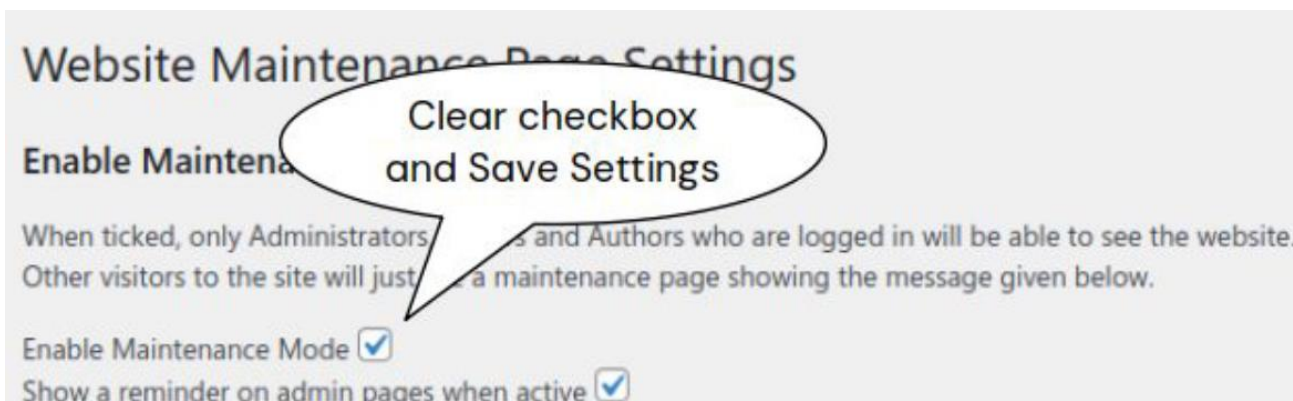 Website Maintenance Page Settings
Clear checkbox
and Save Settings
Enable Maintena
When ticked, only Administrators s and Authors who are logged in will be able to see the website.
Other visitors to the site will just a maintenance page showing the message given below.
Enable Maintenance Mode
Show a reminder on admin pages when active